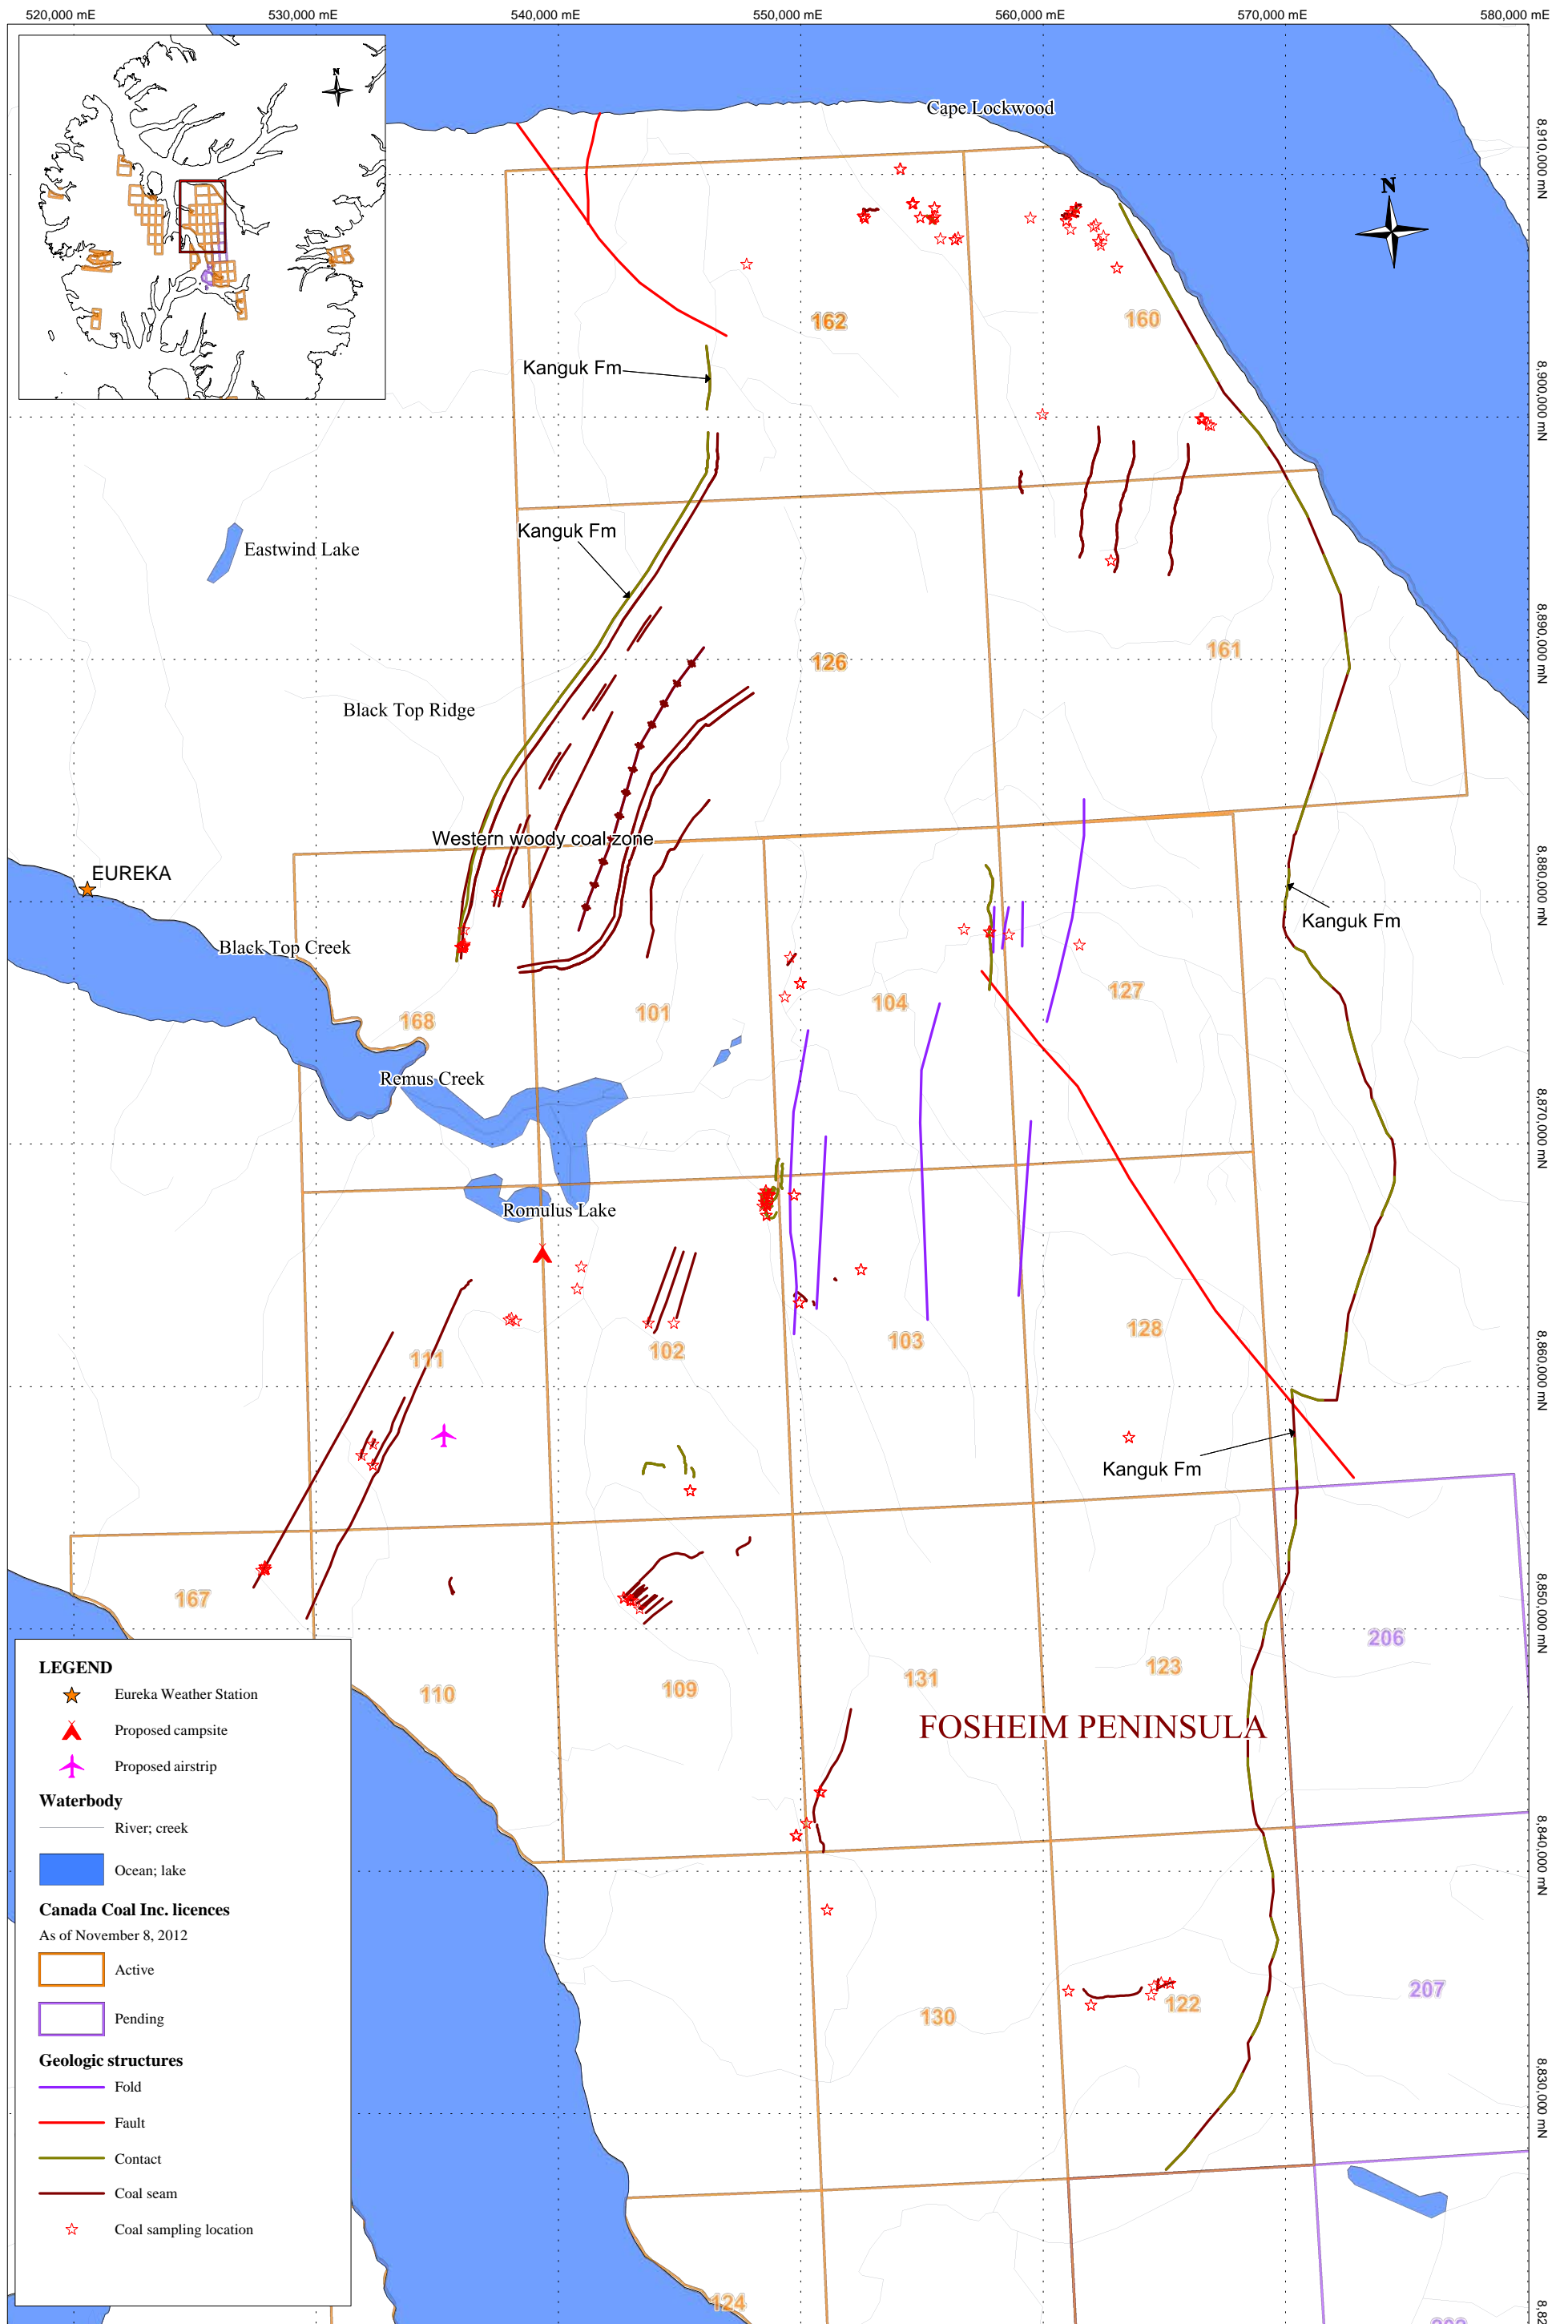 520,000 mE
530,000 mE
540,000 mE
550,000 mE
560,000 mE
570,000 mE
580,000 mE
N
Cape Lockwood
8,910,000 mN
N
162
160
Kanguk Fm
8,900,000 mN
Kanguk Fm
Eastwind Lake
8,890,000 mN
161
126
Black Top Ridge
Western woody coal zone
8,880,000 mN
EUREKA
Kanguk Fm
Black Top Creek
104
127
101
168
Remus Creek
8,870,000 mN
Romulus Lake
128
103
102
111
8,860,000 mN
Kanguk Fm
8,850,000 mN
167
206
123
131
109
110
FOSHEIM PENINSULA
8,840,000 mN
207
122
130
8,830,000 mN
124
LEGEND
Eureka Weather Station
Proposed campsite
Proposed airstrip
Waterbody
River; creek
Ocean; lake
Canada Coal Inc. licences
As of November 8, 2012
Active
Pending
Geologic structures
Fold
Fault
Contact
Coal seam
Coal sampling location